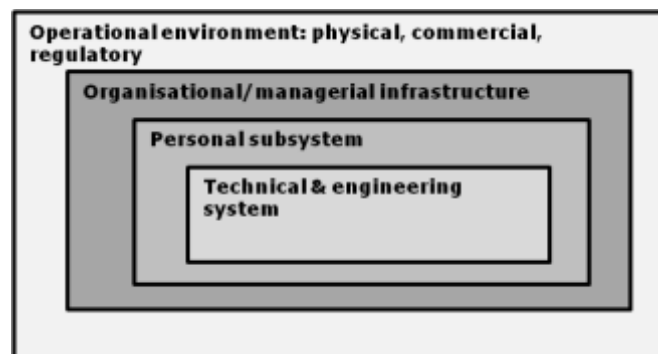 Operational environment: physical, commercial,
regulatory
Organisational/managerial infrastructure
Personal subsystem
Technical & engineering
system